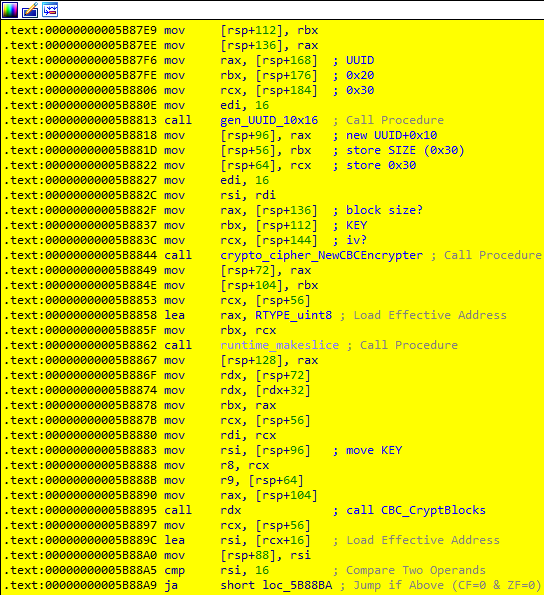 .text:00000000005B87E9 mov     [rsp+112], rbx
.text:00000000005B87EE mov     [rsp+136], rax
.text:00000000005B87F6 mov     rax, [rsp+168]  ; UUID
.text:00000000005B87FE mov     rbx, [rsp+176]  ; 0x20
.text:00000000005B8806 mov     rcx, [rsp+184]  ; 0x30
.text:00000000005B880E mov     edi, 16
.text:00000000005B8813 call    gen_UUID_10x16  ; Call Procedure
.text:00000000005B8818 mov     [rsp+96], rax   ; new UUID+0x10
.text:00000000005B881D mov     [rsp+56], rbx   ; store SIZE (0x30)
.text:00000000005B8822 mov     [rsp+64], rcx   ; store 0x30
.text:00000000005B8827 mov     edi, 16
.text:00000000005B882C mov     rsi, rdi
.text:00000000005B882F mov     rax, [rsp+136]  ; block size?
.text:00000000005B8837 mov     rbx, [rsp+112]  ; KEY
.text:00000000005B883C mov     rcx, [rsp+144]  ; iv?
.text:00000000005B8844 call    crypto_cipher_NewCBCEncrypter ; Call Procedure
.text:00000000005B8849 mov     [rsp+72], rax
.text:00000000005B884E mov     [rsp+104], rbx
.text:00000000005B8853 mov     rcx, [rsp+56]
.text:00000000005B8858 lea     rax, RTYPE_uint8 ; Load Effective Address
.text:00000000005B885F mov     rbx, rcx
.text:00000000005B8862 call    runtime_makeslice ; Call Procedure
.text:00000000005B8867 mov     [rsp+128], rax
.text:00000000005B886F mov     rdx, [rsp+72]
.text:00000000005B8874 mov     rdx, [rdx+32]
.text:00000000005B8878 mov     rbx, rax
.text:00000000005B887B mov     rcx, [rsp+56]
.text:00000000005B8880 mov     rdi, rcx
.text:00000000005B8883 mov     rsi, [rsp+96]   ; move KEY
.text:00000000005B8888 mov     r8, rcx
.text:00000000005B888B mov     r9, [rsp+64]
.text:00000000005B8890 mov     rax, [rsp+104]
.text:00000000005B8895 call    rdx             ; call CBC_CryptBlocks
.text:00000000005B8897 mov     rcx, [rsp+56]
.text:00000000005B889C lea     rsi, [rcx+16]   ; Load Effective Address
.text:00000000005B88A0 mov     [rsp+88], rsi
.text:00000000005B88A5 cmp     rsi, 16         ; Compare Two Operands
.text:00000000005B88A9 ja      short loc_5B88BA ; Jump if Above (CF=0 & ZF=0)